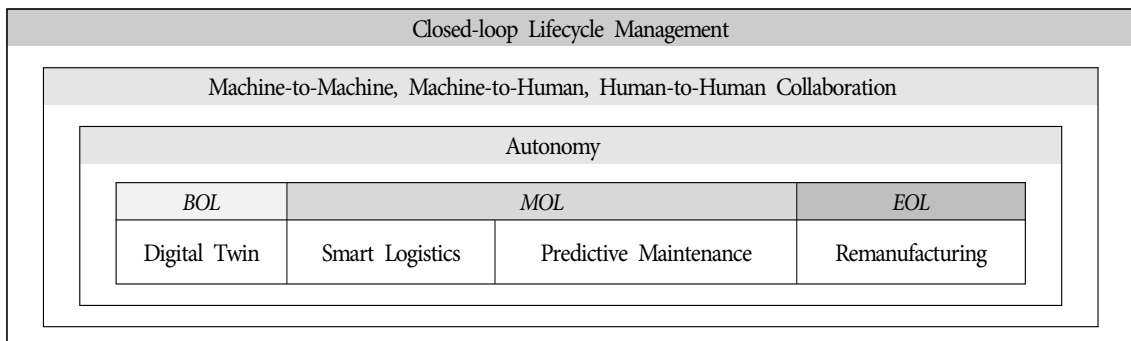 Closed-loop Lifecycle Management
Machine-to-Machine, Machine-to-Human, Human-to-Human Collaboration
Autonomy
BOL MOL EOL
Digital Twin Smart Logistics Predictive Maintenance Remanufacturing